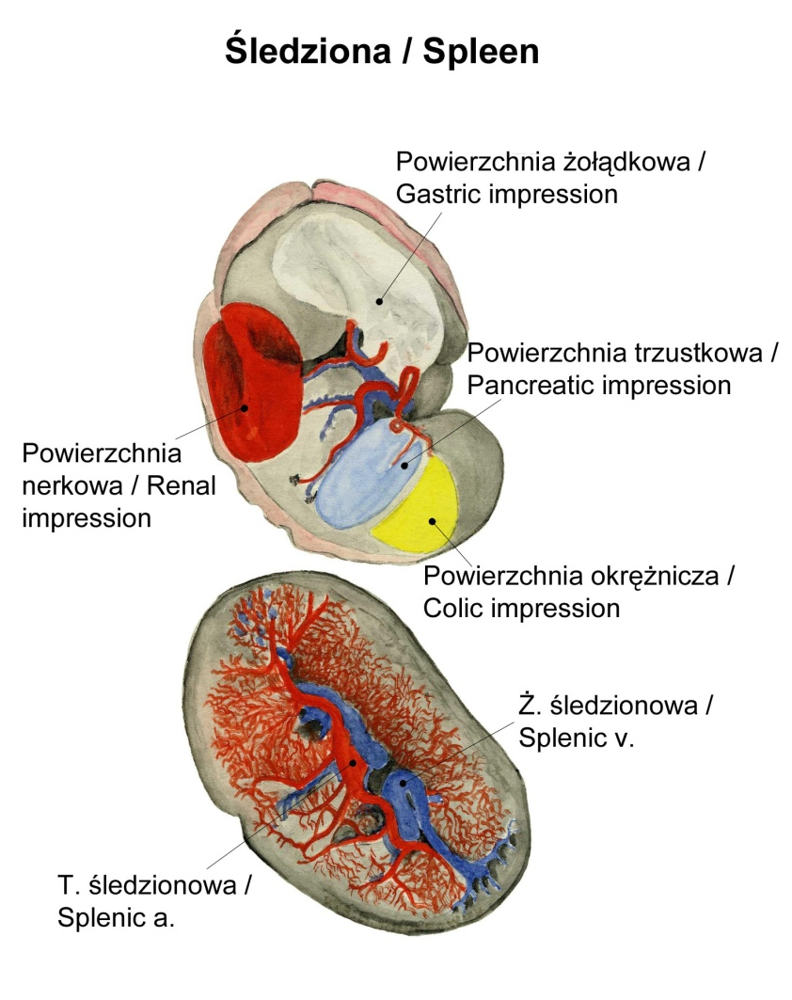 Śledziona / Spleen
Powierzchnia żołądkowa /
Gastric impression
Powierzchnia trzustkowa /
Pancreatic impression
Powierzchnia
nerkowa / Renal
impression
Powierzchnia okrężnicza /
Colic impression
Ż. śledzionowa /
Splenic v.
T. śledzionowa /
Splenic a.